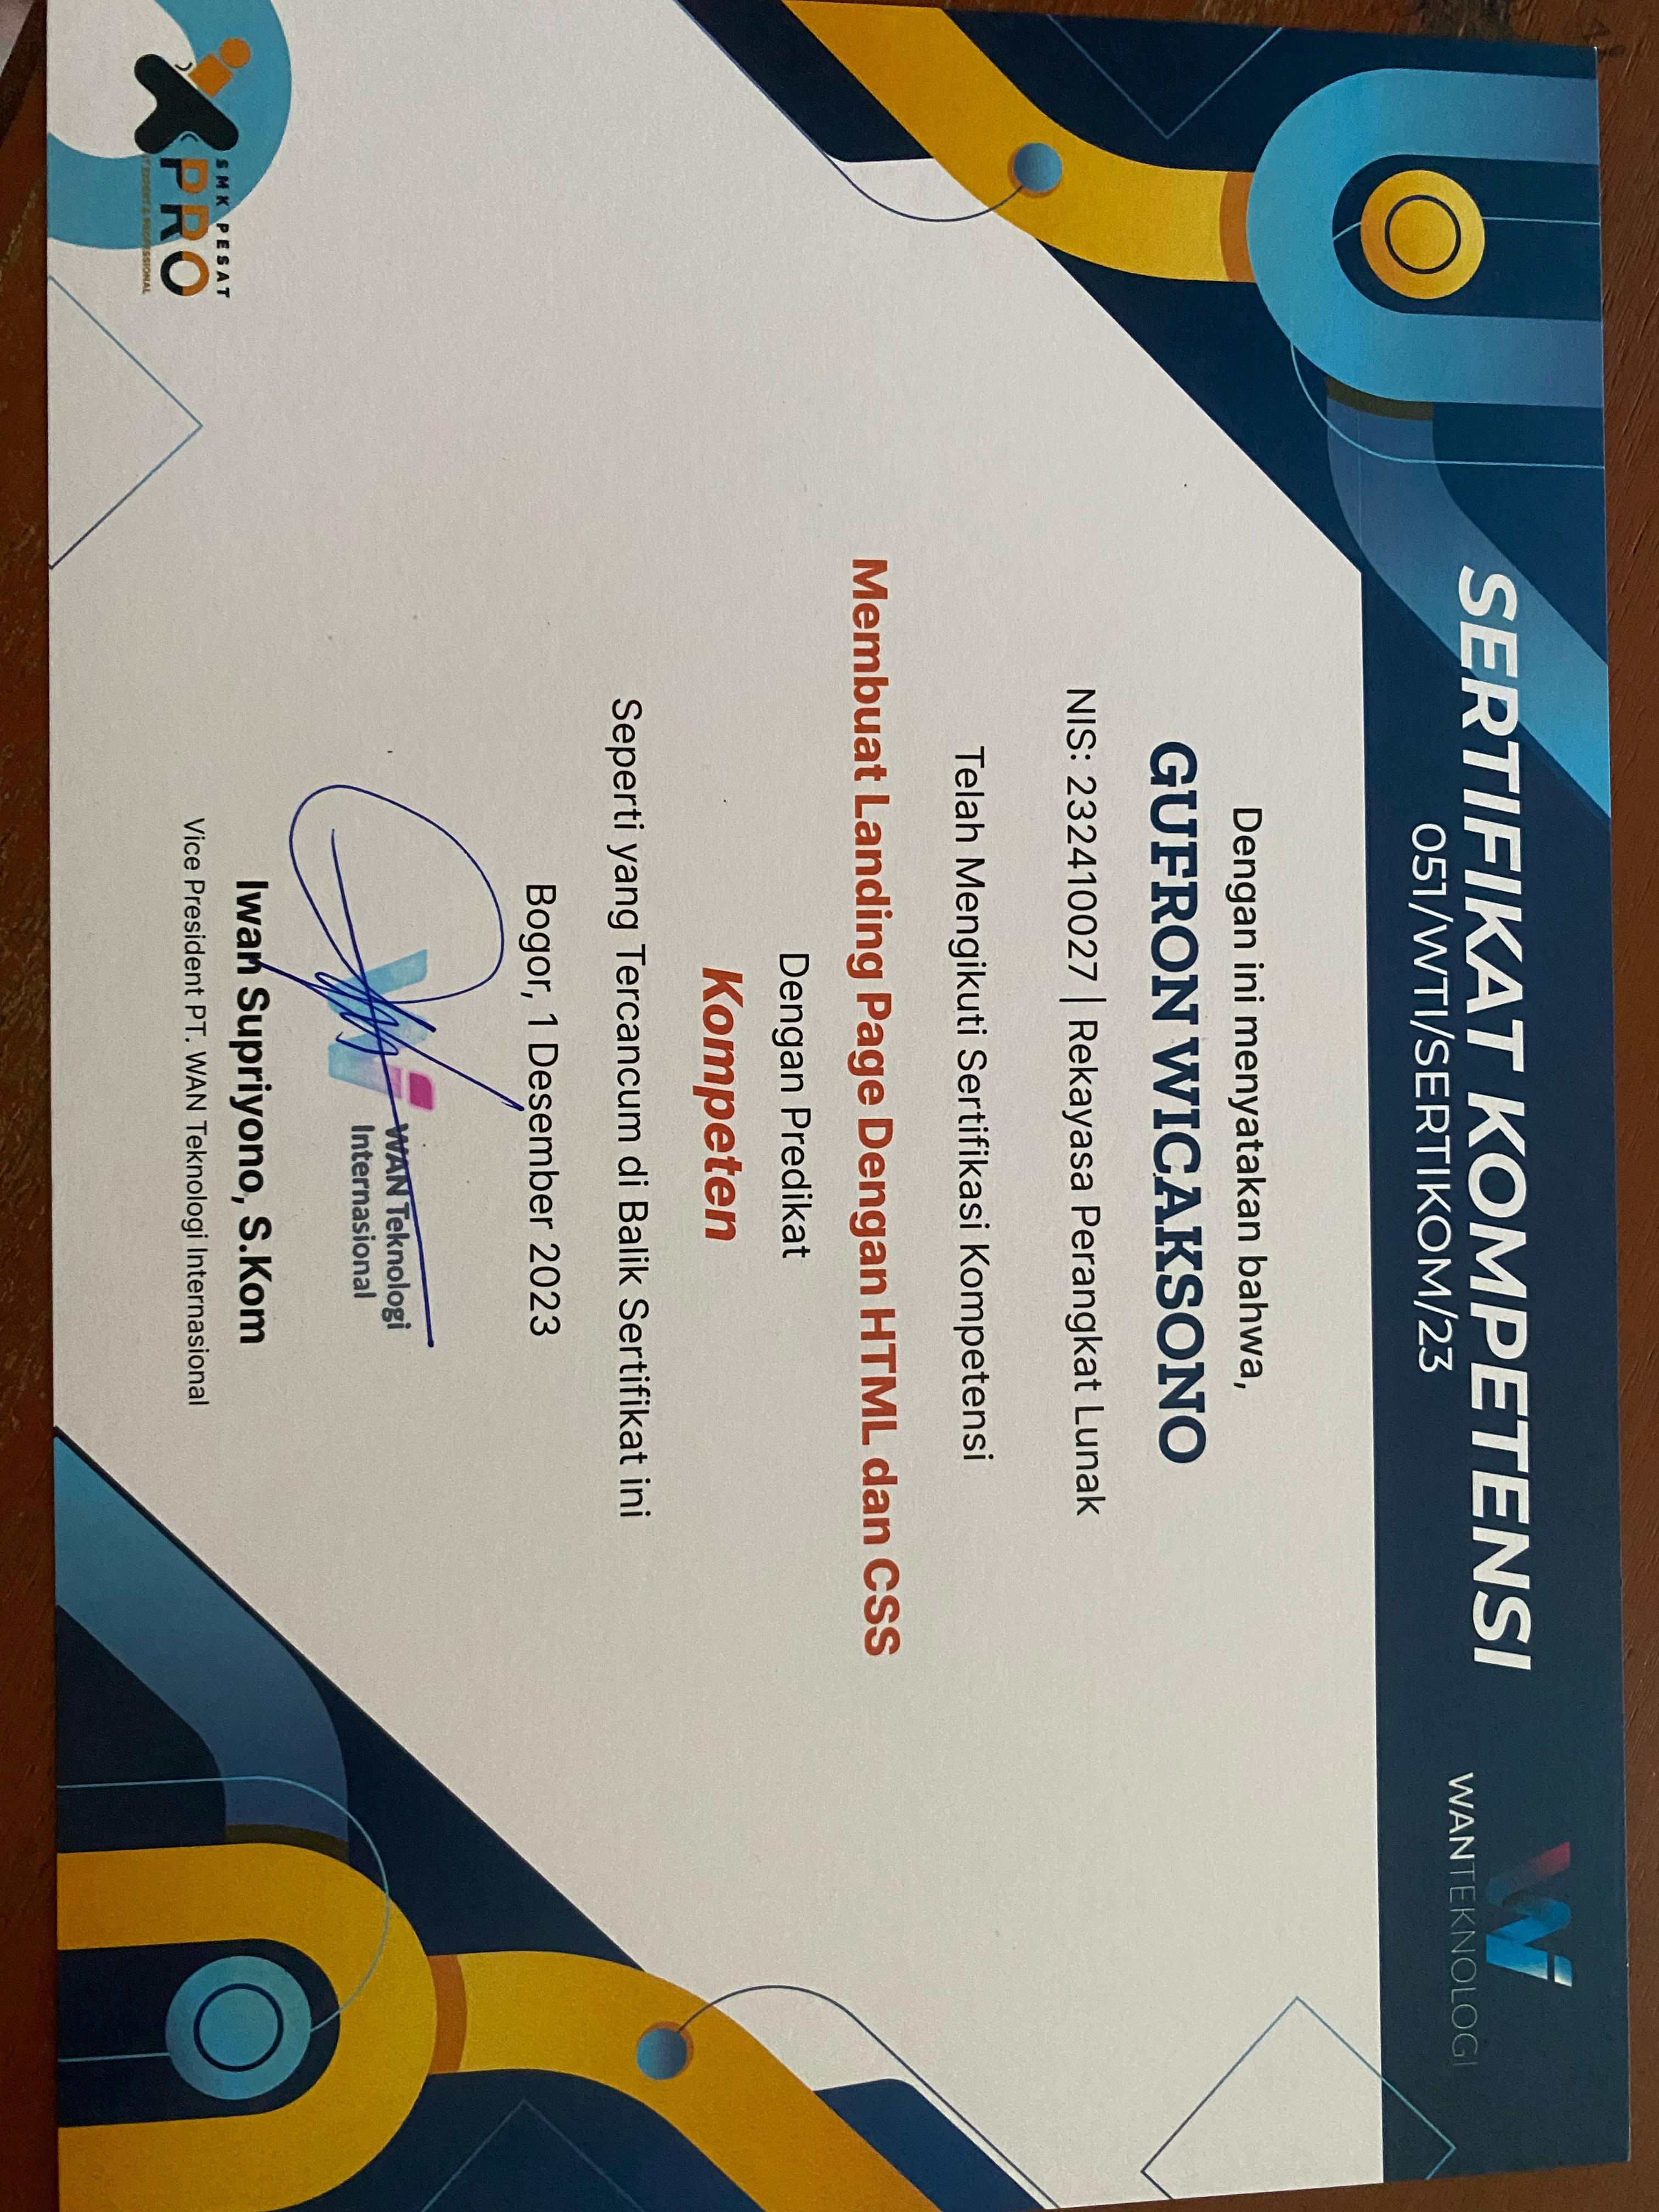 SERTIFIKAT KOMPETENSI
051/WTI/SERTIKOM/23
WANTEKNOLOGI
Dengan ini menyatakan bahwa,
GUFRON WICAKSONO
NIS: 232410027 | Rekayasa Perangkat Lunak
Telah Mengikuti Sertifikasi Kompetensi
Membuat Landing Page Dengan HTML dan CSS
Dengan Predikat
Kompeten
Seperti yang Tercancum di Balik Sertifikat ini
Bogor, 1 Desember 2023
WAN Teknologi
Internasional
Iwan Supriyono, S.Kom
Vice President PT. WAN Teknologi Internasional
SMK PESAT
PRO
IT EXPERT & PROFESSIONAL